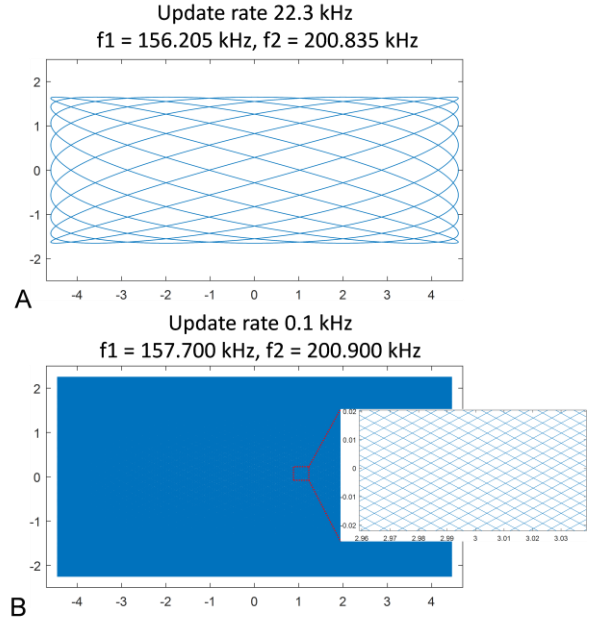 Update rate 22.3 kHz
f1 = 156.205 kHz, f2 = 200.835 kHz
2
1
0
-1
-2
-4 -3 -2 -1 0 1 2 3 4
A
Update rate 0.1 kHz
f1 = 157.700 kHz, f2 = 200.900 kHz
2
1
0
-1
-2
-4 -3 -2 -1 0 1 2 3 4
0.02
0.01
0
-0.01
-0.02
2.96 2.97 2.98 2.99 3 3.01 3.02 3.03
B